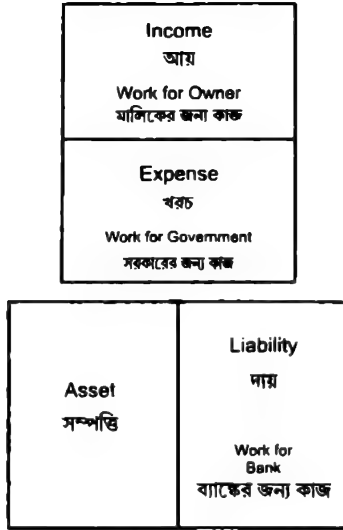 Income
আয়
Work for Owner
মালিকের জন্য কাজ
Expense
খরচ
Work for Government
সরকারের জন্য কাজ
Asset
সম্পত্তি
Liability
দায়
Work for
Bank
ব্যাঙ্কের জন্য কাজ